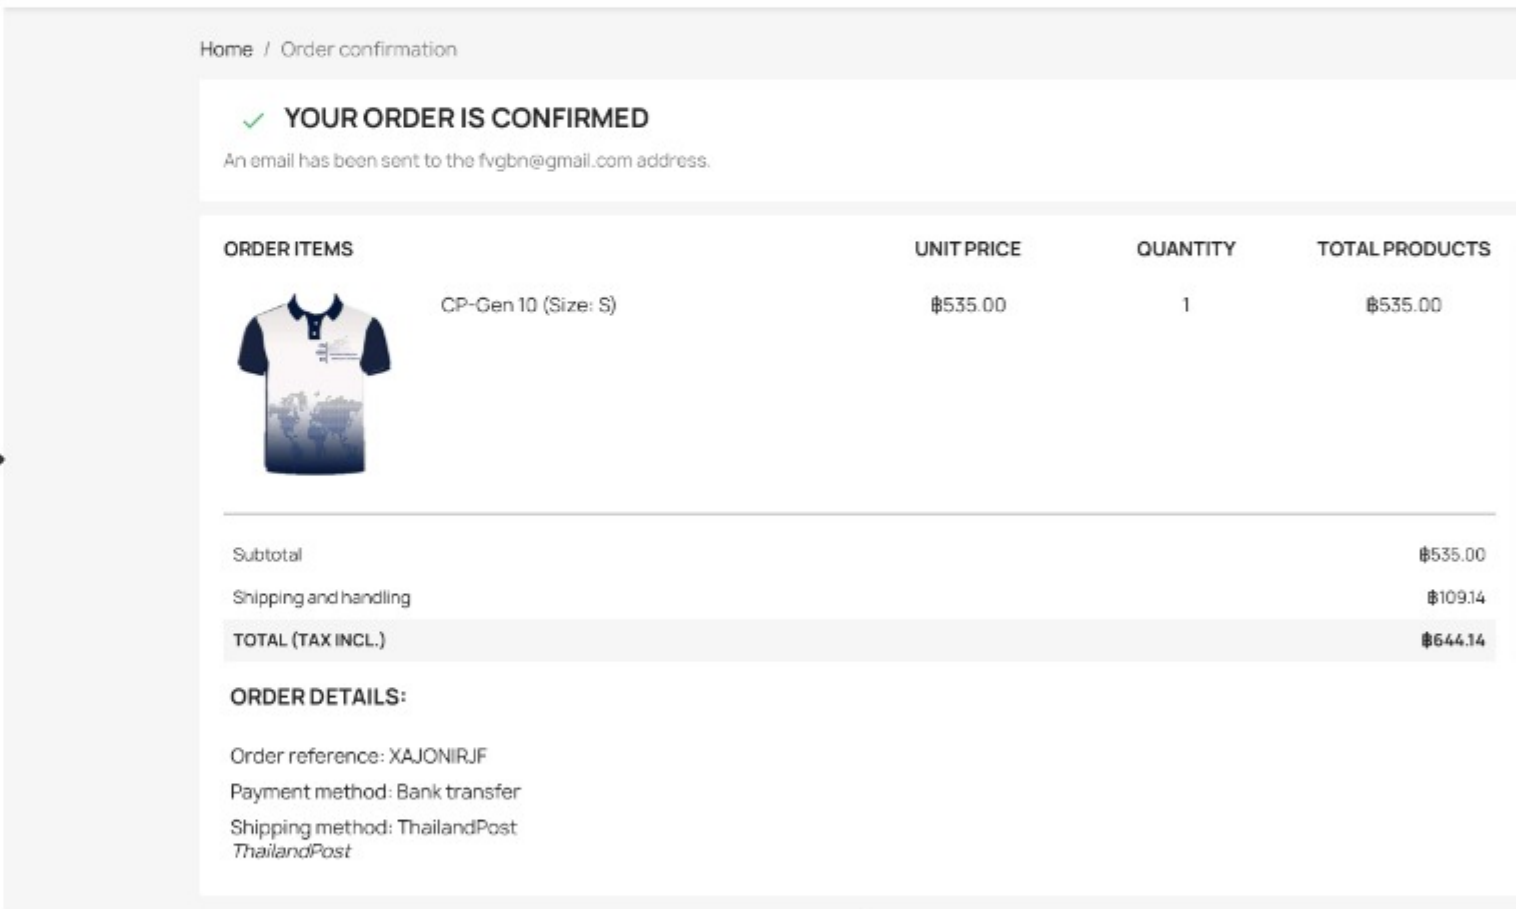 Home / Order confirmation
YOUR ORDER IS CONFIRMED
An email has been sent to the fvgbn@gmail.com address.
ORDER ITEMS UNIT PRICE QUANTITY TOTAL PRODUCTS
CP-Gen 10 (Size: S) ฿535.00 1 ฿535.00
Subtotal ฿535.00
Shipping and handling ฿109.14
TOTAL (TAX INCL.) ฿644.14
ORDER DETAILS:
Order reference: XAJONIRJF
Payment method: Bank transfer
Shipping method: ThailandPost
ThailandPost